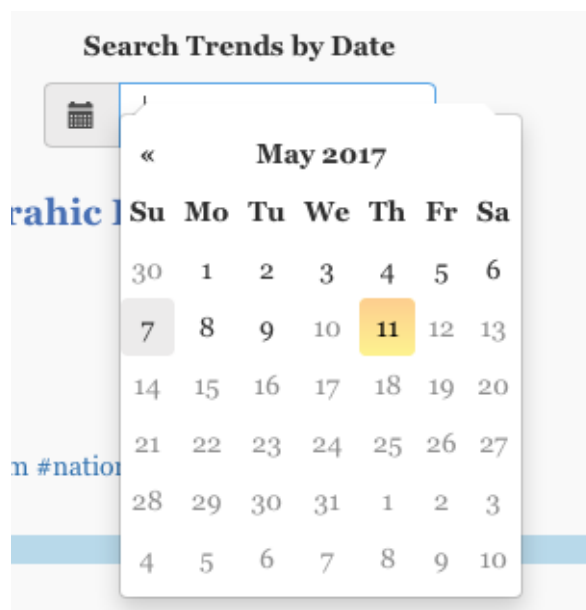 Search Trends by Date
« May 2017
rahic
Su Mo Tu We Th Fr Sa
30 1 2 3 4 5 6
7 8 9 10 11 12 13
14 15 16 17 18 19 20
21 22 23 24 25 26 27
m #nation
28 29 30 31 1 2 3
4 5 6 7 8 9 10